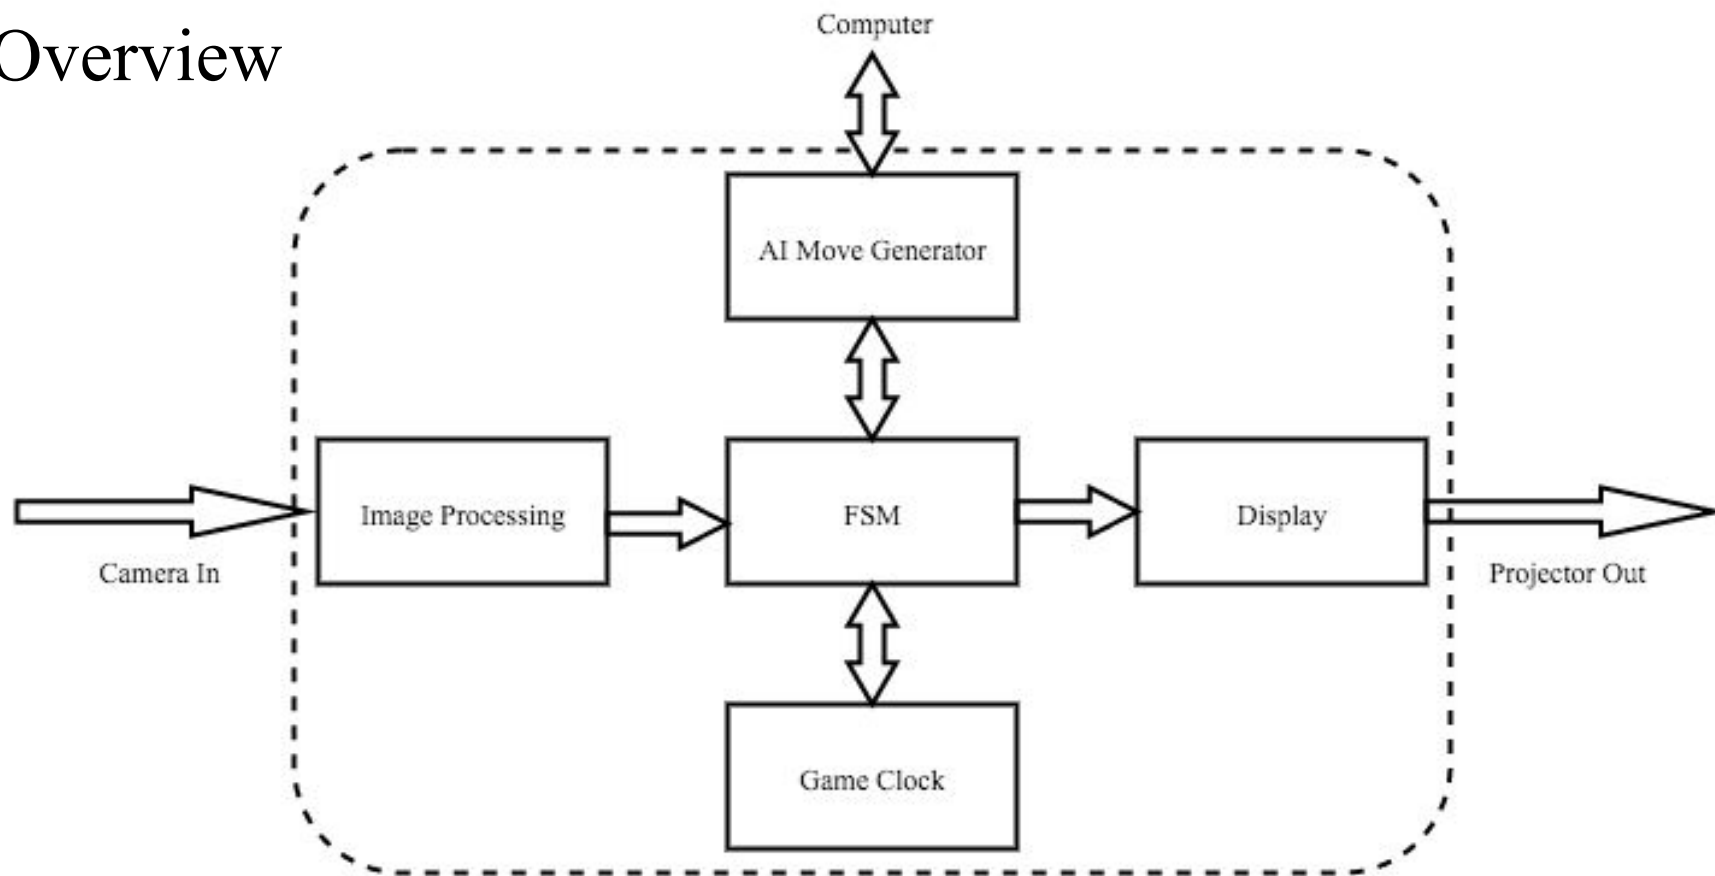 Overview
Computer
AI Move Generator
Image Processing
FSM
Display
Camera In
Projector Out
Game Clock